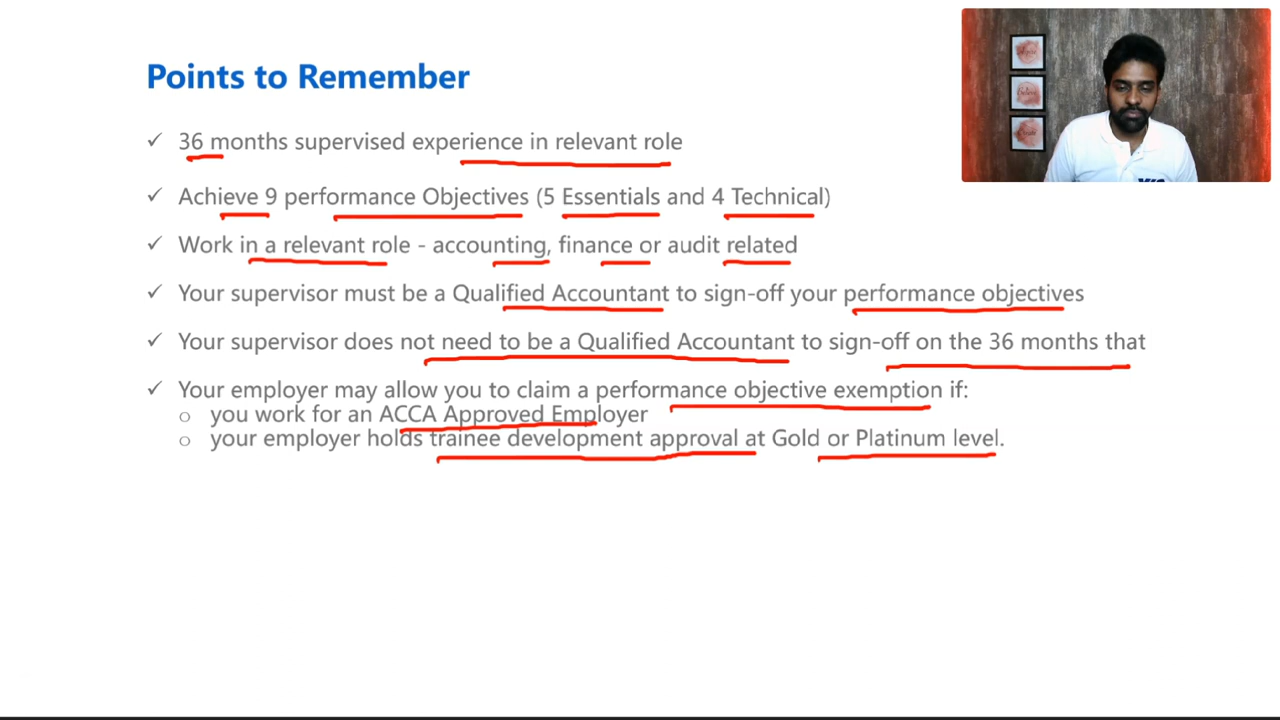 Points to Remember
✓ 36 months supervised experience in relevant role
✓ Achieve 9 performance Objectives (5 Essentials and 4 Technical)
✓ Work in a relevant role - accounting, finance or audit related
✓ Your supervisor must be a Qualified Accountant to sign-off your performance objectives
✓ Your supervisor does not need to be a Qualified Accountant to sign-off on the 36 months that
✓ Your employer may allow you to claim a performance objective exemption if:
○ you work for an ACCA Approved Employer
○ your employer holds trainee development approval at Gold or Platinum level.